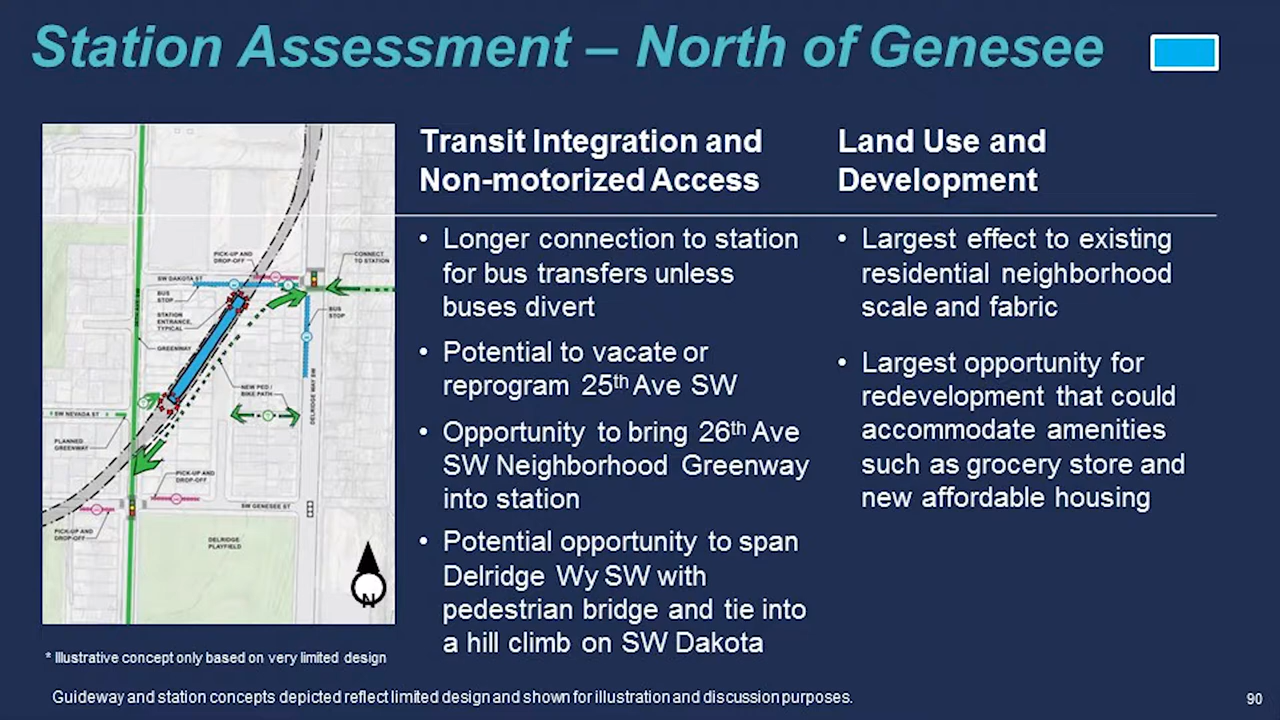 Station Assessment – North of Genesee
Transit Integration and
Non-motorized Access
Land Use and
Development
• Longer connection to station
for bus transfers unless
buses divert
• Potential to vacate or
reprogram 25th Ave SW
• Opportunity to bring 26th Ave
SW Neighborhood Greenway
into station
• Potential opportunity to span
Delridge Wy SW with
pedestrian bridge and tie into
a hill climb on SW Dakota
• Largest effect to existing
residential neighborhood
scale and fabric
• Largest opportunity for
redevelopment that could
accommodate amenities
such as grocery store and
new affordable housing
PICK-UP AND
DROP-OFF
CONNECT
TO STATION
SW DAKOTA ST
BUS
STOP
STATION
ENTRANCE,
TYPICAL
BUS
STOP
GREENWAY
NEW PED /
BIKE PATH
DELRIDGE WAY SW
SW NEVADA ST
PLANNED
GREENWAY
PICK-UP AND
DROP-OFF
SW GENESEE ST
PICK-UP AND
DROP-OFF
DELRIDGE
PLAYFIELD
N
* Illustrative concept only based on very limited design
Guideway and station concepts depicted reflect limited design and shown for illustration and discussion purposes.
90